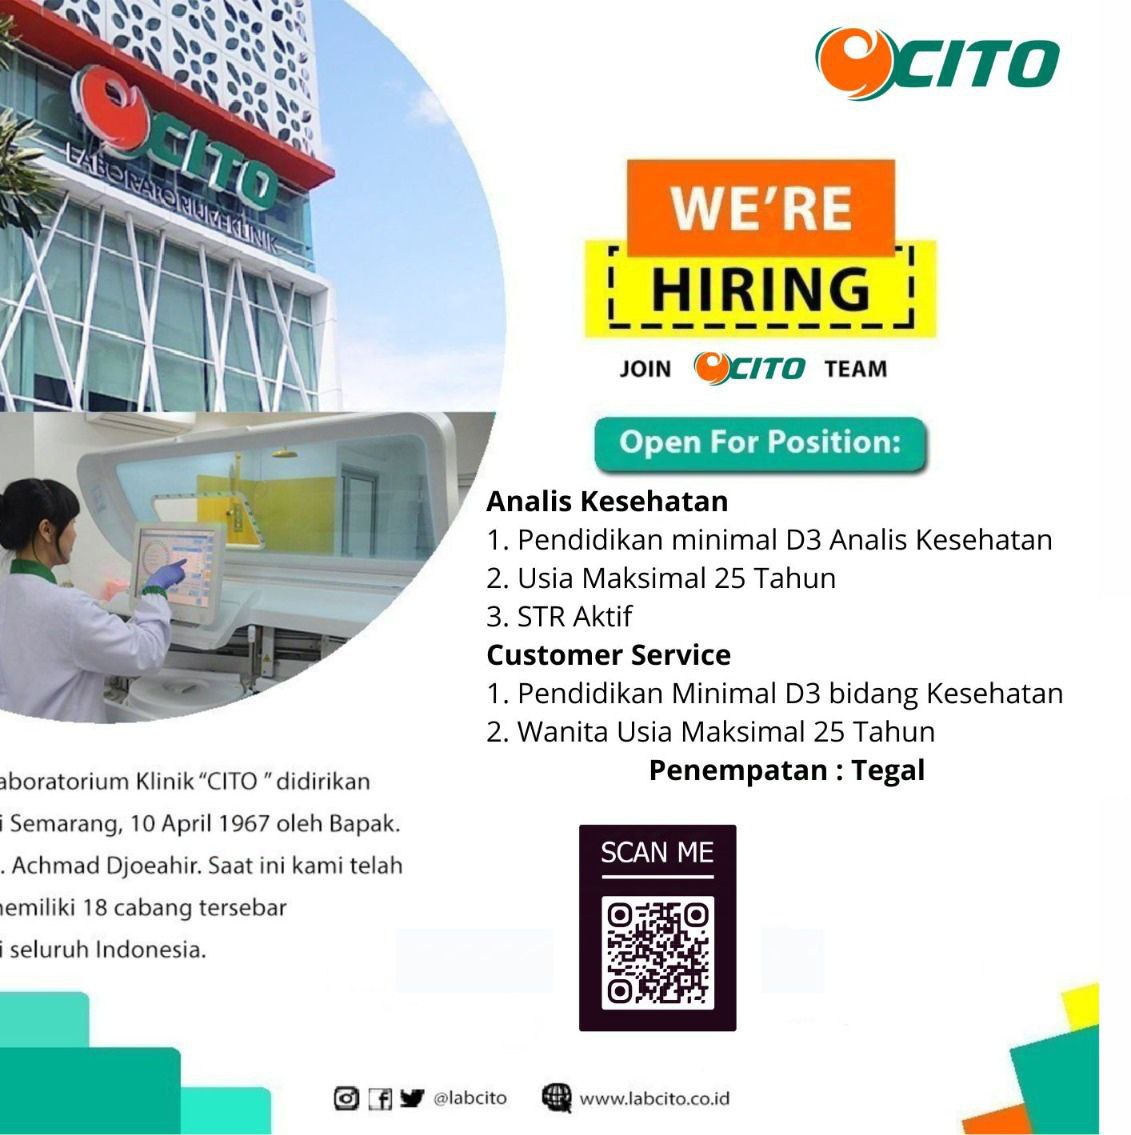 CITO
LABORATORIUM KLINIK
CITO
WE'RE
HIRING
JOIN CITO TEAM
Open For Position:
Analis Kesehatan
1. Pendidikan minimal D3 Analis Kesehatan
2. Usia Maksimal 25 Tahun
3. STR Aktif
Customer Service
1. Pendidikan Minimal D3 bidang Kesehatan
2. Wanita Usia Maksimal 25 Tahun
Penempatan : Tegal
aboratorium Klinik “CITO ” didirikan
i Semarang, 10 April 1967 oleh Bapak.
. Achmad Djoeahir. Saat ini kami telah
emiliki 18 cabang tersebar
i seluruh Indonesia.
SCAN ME
@labcito www.labcito.co.id